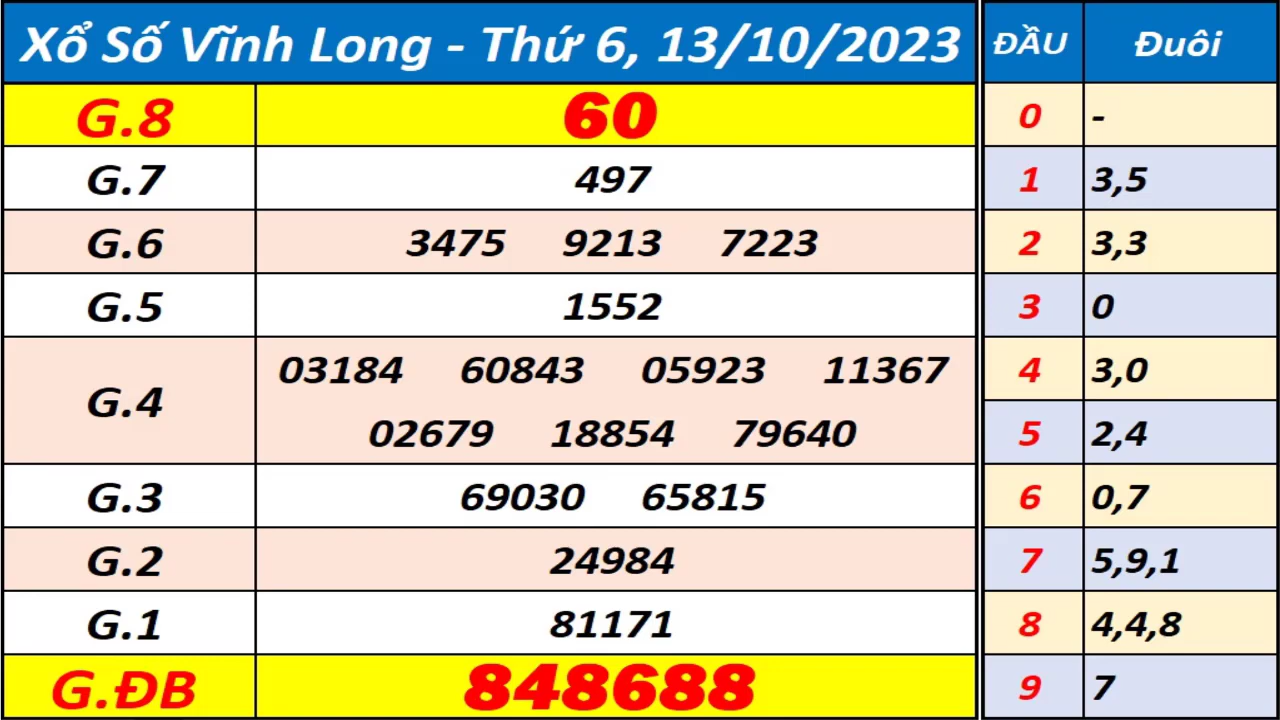 Xổ Số Vĩnh Long - Thứ 6, 13/10/2023
G.8 60
G.7 497
G.6 3475 9213 7223
G.5 1552
G.4 03184 60843 05923 11367
02679 18854 79640
G.3 69030 65815
G.2 24984
G.1 81171
G.ĐB 848688
ĐẦU Đuôi
0 -
1 3,5
2 3,3
3 0
4 3,0
5 2,4
6 0,7
7 5,9,1
8 4,4,8
9 7